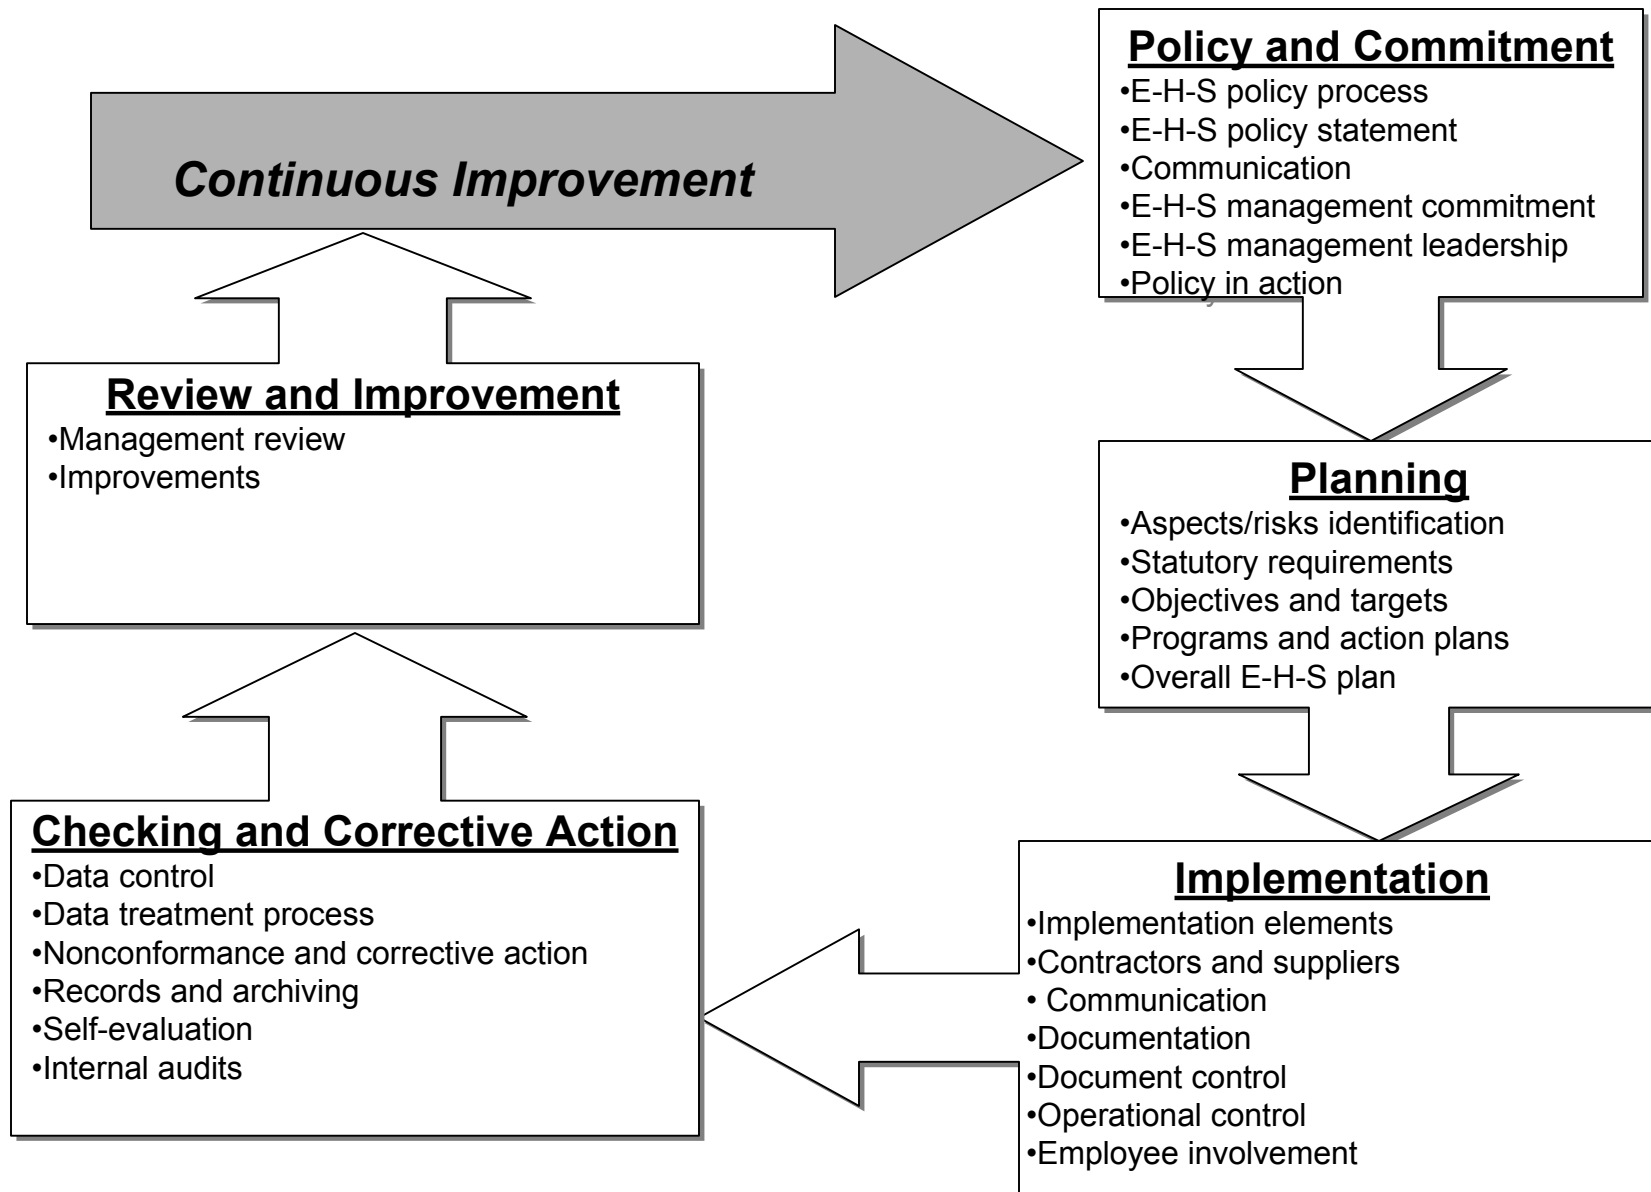 Continuous Improvement
Policy and Commitment
•E-H-S policy process
•E-H-S policy statement
•Communication
•E-H-S management commitment
•E-H-S management leadership
•Policy in action
Planning
•Aspects/risks identification
•Statutory requirements
•Objectives and targets
•Programs and action plans
•Overall E-H-S plan
Implementation
•Implementation elements
•Contractors and suppliers
• Communication
•Documentation
•Document control
•Operational control
•Employee involvement
Checking and Corrective Action
•Data control
•Data treatment process
•Nonconformance and corrective action
•Records and archiving
•Self-evaluation
•Internal audits
Review and Improvement
•Management review
•Improvements